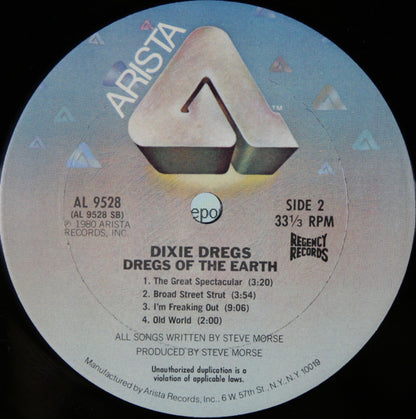 ARISTA
TM
AL 9528
(AL 9528 SB)
℗ 1980 ARISTA
RECORDS, INC.
epo
SIDE 2
33⅓ RPM
REGENCY
RECORDS
DIXIE DREGS
DREGS OF THE EARTH
1. The Great Spectacular (3:20)
2. Broad Street Strut (3:54)
3. I'm Freaking Out (9:06)
4. Old World (2:00)
ALL SONGS WRITTEN BY STEVE MORSE
PRODUCED BY STEVE MORSE
Unauthorized duplication is a
violation of applicable laws.
Manufactured by Arista Records, Inc., 6 W. 57th St., N.Y., N.Y. 10019